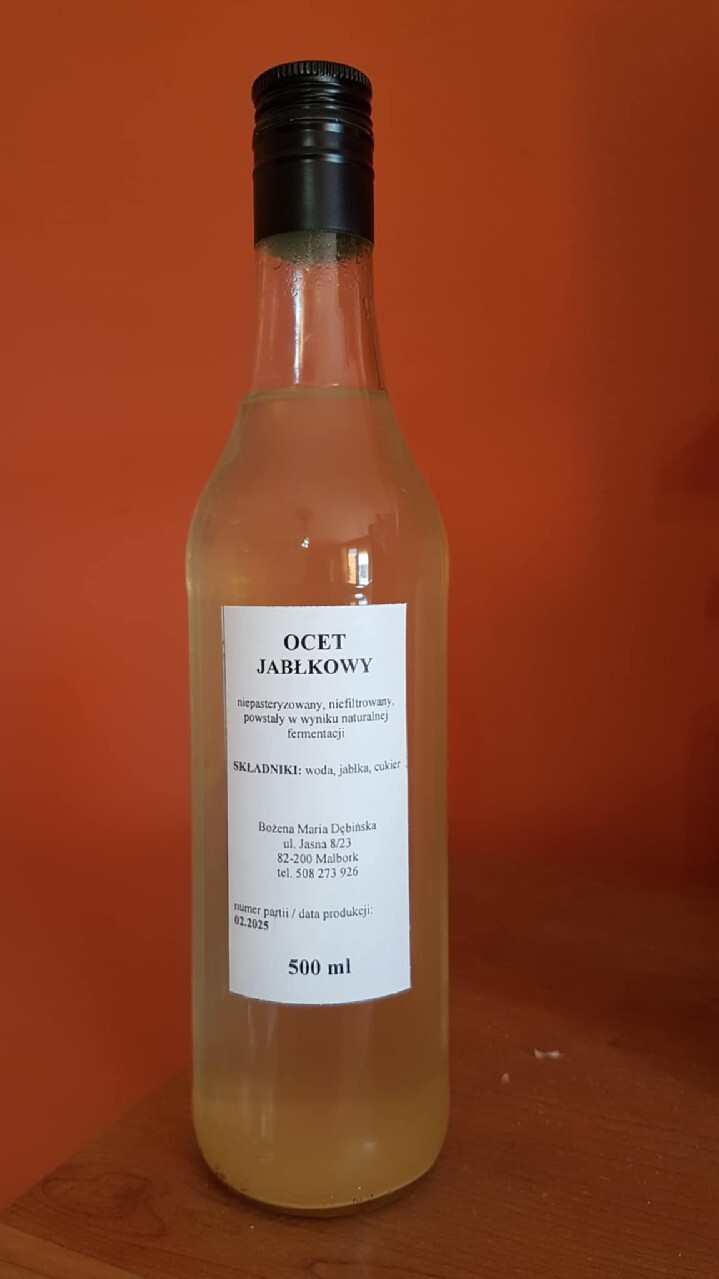 OCET
JABŁKOWY
niepasteryzowany, niefiltrowany,
powstały w wyniku naturalnej
fermentacji
SKŁADNIKI: woda, jabłka, cukier
Bożena Maria Dębińska
ul. Jasna 8/23
82-200 Malbork
tel. 508 273 926
numer partii / data produkcji:
02.2025
500 ml